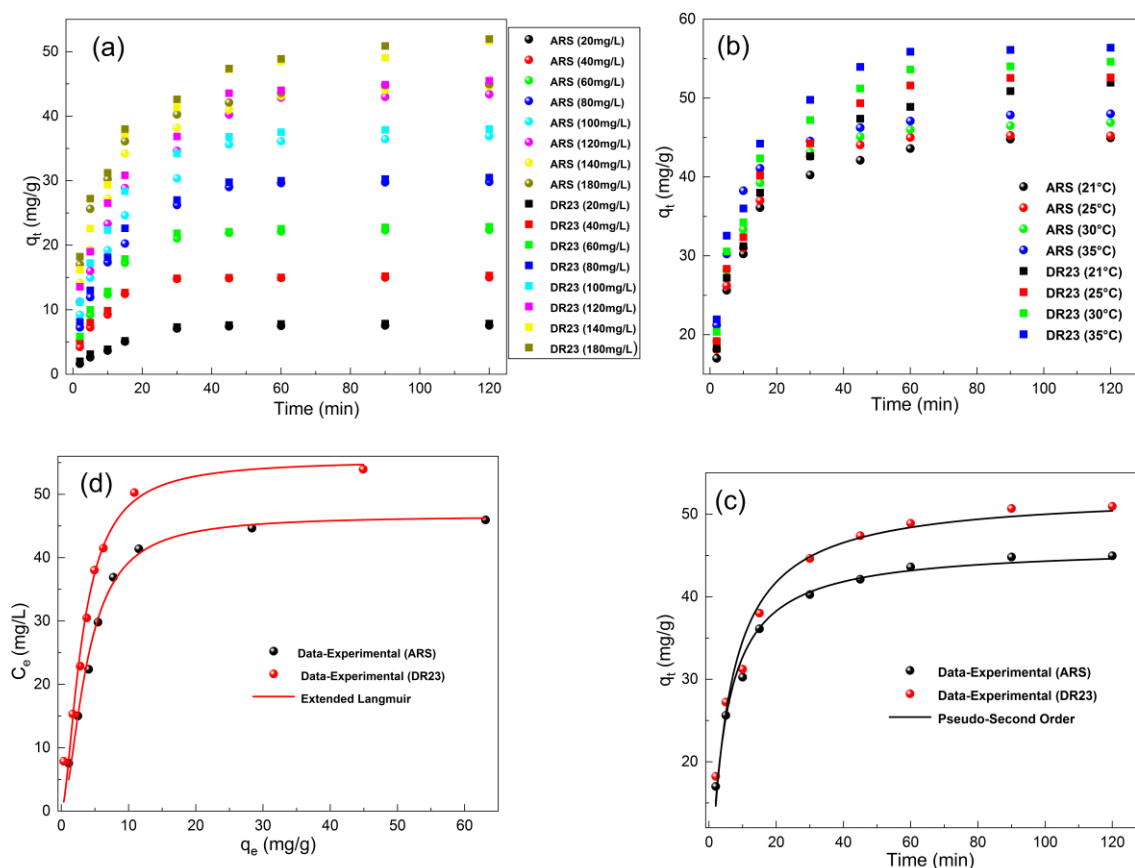 (a)
50
40
30
20
10
0
0 20 40 60 80 100 120
qt (mg/g)
Time (min)
ARS (20mg/L)
ARS (40mg/L)
ARS (60mg/L)
ARS (80mg/L)
ARS (100mg/L)
ARS (120mg/L)
ARS (140mg/L)
ARS (180mg/L)
DR23 (20mg/L)
DR23 (40mg/L)
DR23 (60mg/L)
DR23 (80mg/L)
DR23 (100mg/L)
DR23 (120mg/L)
DR23 (140mg/L)
DR23 (180mg/L)
(b)
60
50
40
30
20
0 20 40 60 80 100 120
qt (mg/g)
Time (min)
ARS (21°C)
ARS (25°C)
ARS (30°C)
ARS (35°C)
DR23 (21°C)
DR23 (25°C)
DR23 (30°C)
DR23 (35°C)
(d)
50
40
30
20
10
0
0 10 20 30 40 50 60
Ce (mg/L)
qe (mg/g)
Data-Experimental (ARS)
Data-Experimental (DR23)
Extended Langmuir
(c)
50
40
30
20
0 20 40 60 80 100 120
qt (mg/g)
Time (min)
Data-Experimental (ARS)
Data-Experimental (DR23)
Pseudo-Second Order